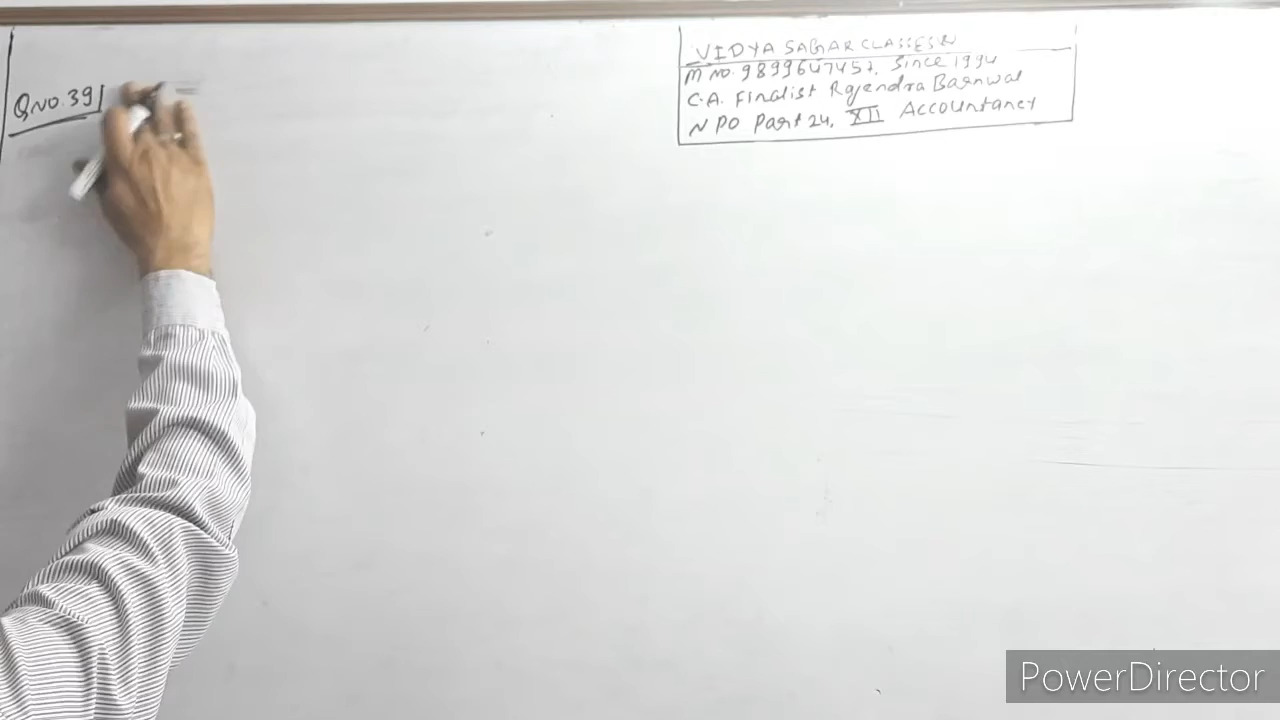 Q NO. 39
VIDYA SAGAR CLASSES
M NO. 9899647457, Since 1994
C.A. Finalist Rajendra Barnwal
NPO Part 24, XII Accountancy
PowerDirector